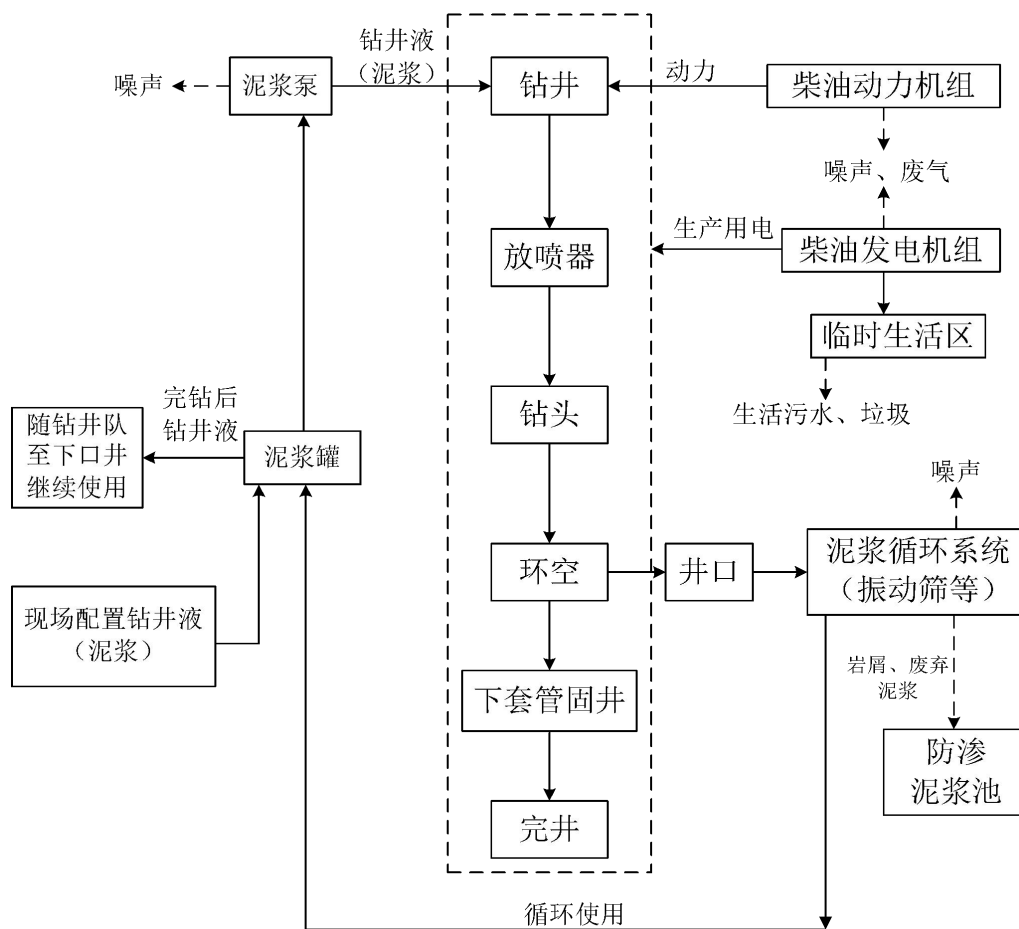 钻井液
（泥浆）
噪声
泥浆泵
钻井
动力
柴油动力机组
噪声、废气
生产用电
放喷器
柴油发电机组
临时生活区
生活污水、垃圾
钻头
完钻后
钻井液
随钻井队
至下口井
继续使用
泥浆罐
噪声
环空
井口
泥浆循环系统
（振动筛等）
现场配置钻井液
（泥浆）
岩屑、废弃
泥浆
下套管固井
防渗
泥浆池
完井
循环使用